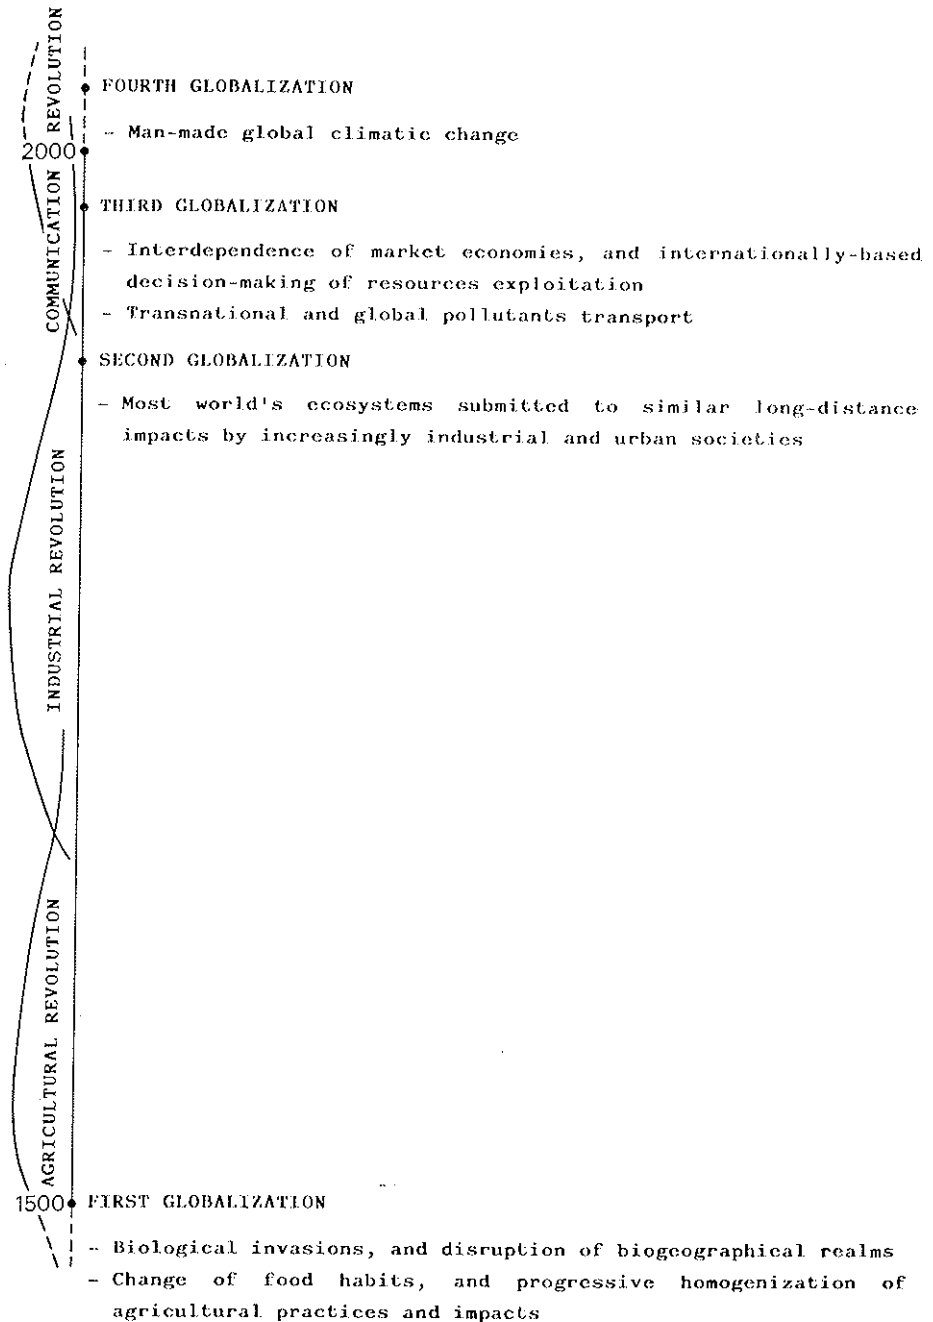 COMMUNICATION REVOLUTION
FOURTH GLOBALIZATION
- Man-made global climatic change
2000
THIRD GLOBALIZATION
- Interdependence of market economies, and internationally-based
decision-making of resources exploitation
- Transnational and global pollutants transport
SECOND GLOBALIZATION
- Most world's ecosystems submitted to similar long-distance
impacts by increasingly industrial and urban societies
INDUSTRIAL REVOLUTION
AGRICULTURAL REVOLUTION
1500
FIRST GLOBALIZATION
- Biological invasions, and disruption of biogeographical realms
- Change of food habits, and progressive homogenization of
agricultural practices and impacts